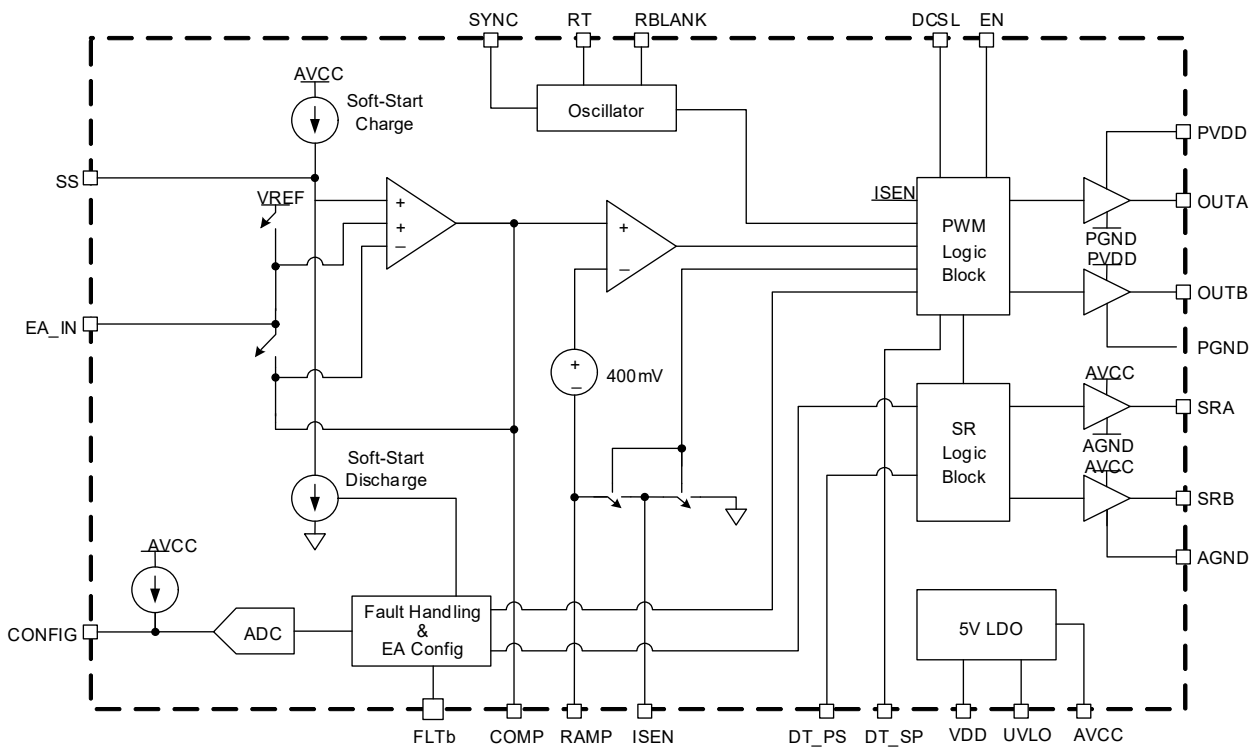 SYNC
RT
RBLANK
DCSL
EN
AVCC
Soft-Start
Charge
Oscillator
PVDD
SS
VREF
+
+
–
+
–
ISEN
PWM
Logic
Block
OUTA
PGND
PVDD
OUTB
EA_IN
PGND
+
–
400mV
AVCC
SRA
AGND
SR
Logic
Block
Soft-Start
Discharge
AVCC
SRB
AGND
AVCC
CONFIG
ADC
Fault Handling
&
EA Config
5V LDO
FLTb
COMP
RAMP
ISEN
DT_PS
DT_SP
VDD
UVLO
AVCC